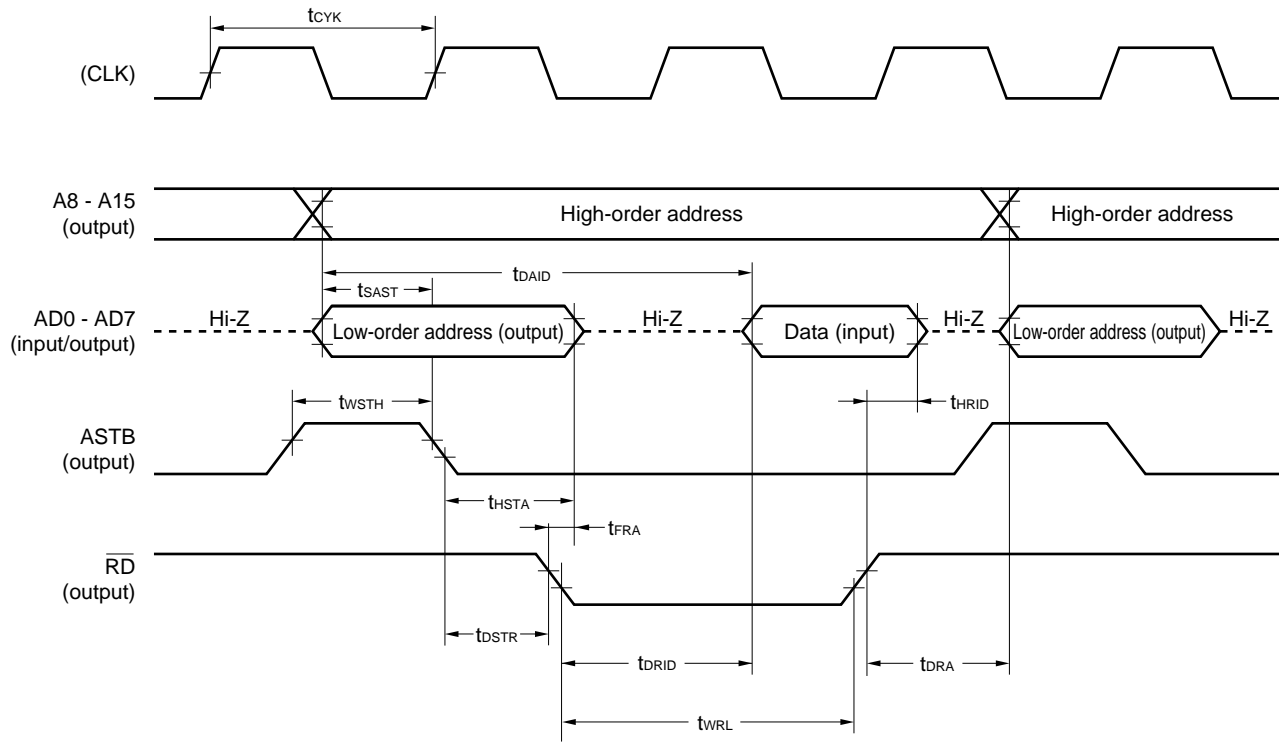 tCYK
(CLK)
A8 - A15
(output)
High-order address
High-order address
tDAID
tSAST
AD0 - AD7
(input/output)
Hi-Z
Low-order address (output)
Hi-Z
Data (input)
Hi-Z
Low-order address (output)
Hi-Z
tWSTH
tHRID
ASTB
(output)
tHSTA
tFRA
RD
(output)
tDSTR
tDRID
tDRA
tWRL